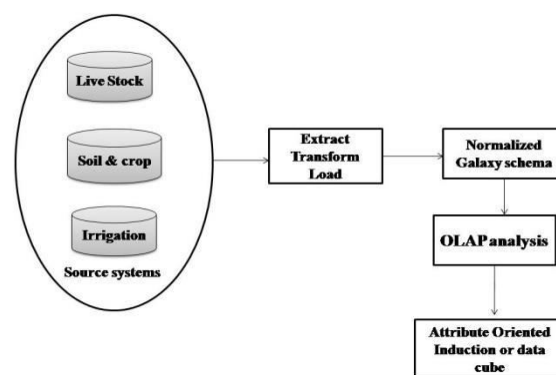 Live Stock
Soil & crop
Irrigation
Source systems
Extract
Transform
Load
Normalized
Galaxy schema
OLAP analysis
Attribute Oriented
Induction or data
cube